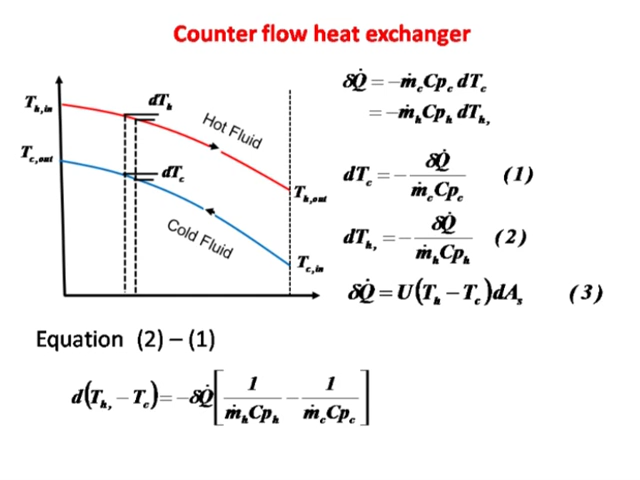 Counter flow heat exchanger
δQ̇ = −ṁ_c Cp_c dT_c
= −ṁ_h Cp_h dT_h,
T_h,in
dT_h
Hot Fluid
T_c,out
dT_c
T_h,out
Cold Fluid
T_c,in
dT_c = − δQ̇ / ṁ_c Cp_c (1)
dT_h, = − δQ̇ / ṁ_h Cp_h (2)
δQ̇ = U(T_h − T_c)dA_s (3)
Equation (2) – (1)
d(T_h, − T_c) = −δQ̇[1 / ṁ_h Cp_h − 1 / ṁ_c Cp_c]